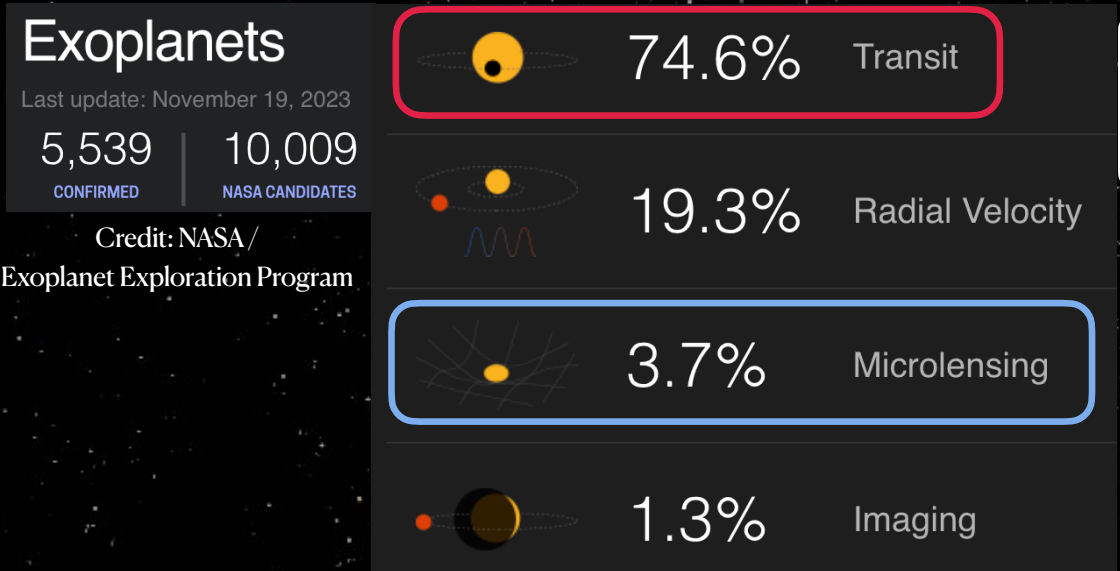 Exoplanets
Last update: November 19, 2023
5,539 10,009
CONFIRMED NASA CANDIDATES
Credit: NASA /
Exoplanet Exploration Program
74.6% Transit
19.3% Radial Velocity
3.7% Microlensing
1.3% Imaging